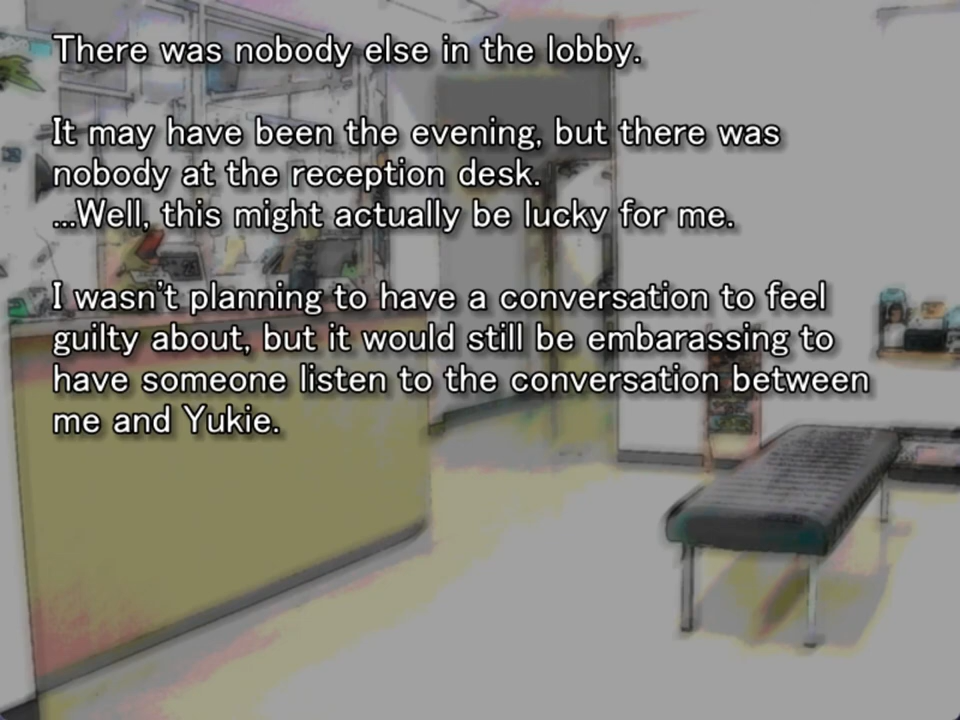 There was nobody else in the lobby.
It may have been the evening, but there was
nobody at the reception desk.
...Well, this might actually be lucky for me.
I wasn't planning to have a conversation to feel
guilty about, but it would still be embarassing to
have someone listen to the conversation between
me and Yukie.